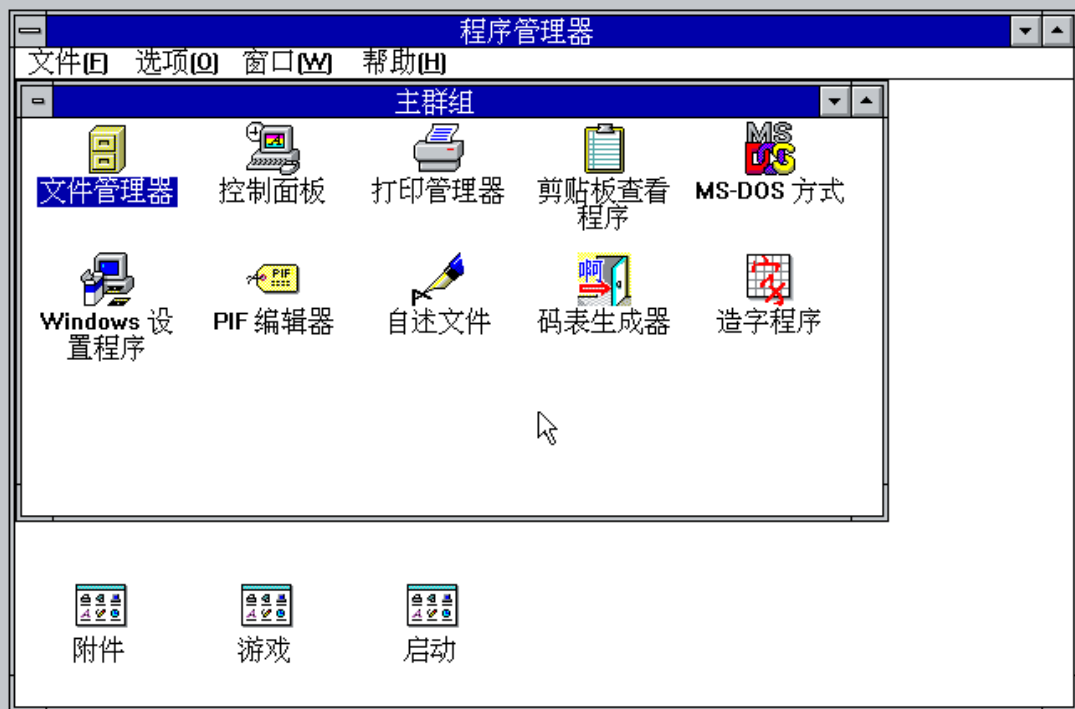 程序管理器
文件(F) 选项(O) 窗口(W) 帮助(H)
主群组
文件管理器 控制面板 打印管理器 剪贴板查看 MS-DOS 方式
程序
Windows 设 PIF 编辑器 自述文件 码表生成器 造字程序
置程序
附件 游戏 启动